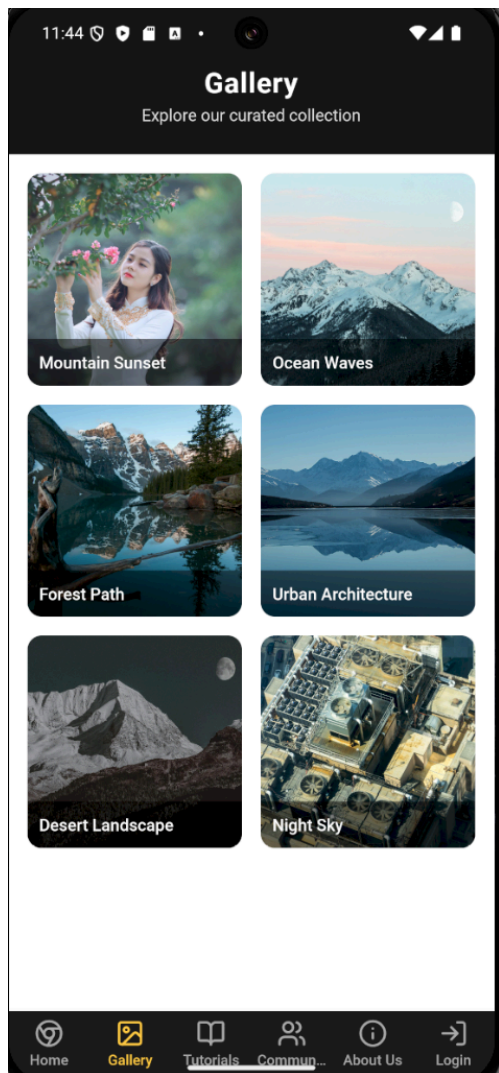 11:44
Gallery
Explore our curated collection
Mountain Sunset
Ocean Waves
Forest Path
Urban Architecture
Desert Landscape
Night Sky
Home
Gallery
Tutorials
Commun...
About Us
Login